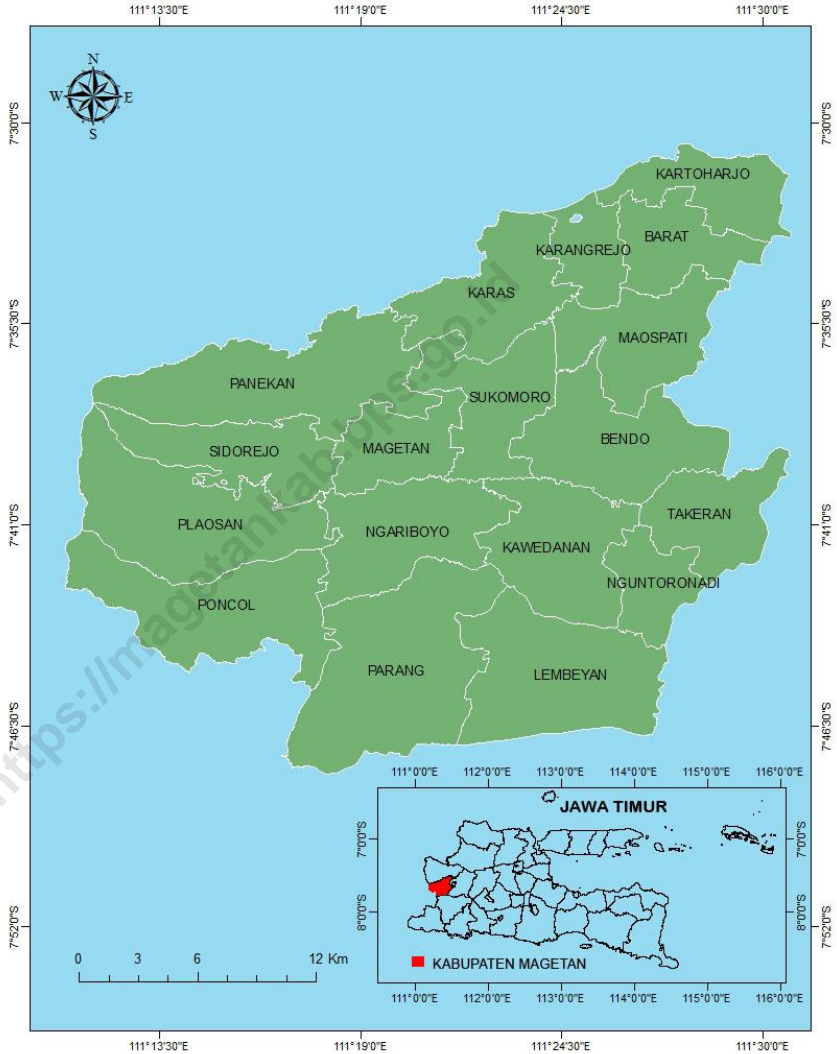 111°13'30"E 111°19'0"E 111°24'30"E 111°30'0"E
N
W E
S
7°30'0"S 7°30'0"S
KARTOHARJO
BARAT
KARANGREJO
KARAS
7°35'30"S 7°35'30"S
MAOSPATI
PANEKAN
SUKOMORO
BENDO
SIDOREJO
MAGETAN
TAKERAN
PLAOSAN
7°41'0"S 7°41'0"S
NGARIBOYO
KAWEDANAN
NGUNTORONADI
PONCOL
PARANG
LEMBEYAN
7°46'30"S 7°46'30"S
https://magetankab.bps.go.id
111°0'0"E 112°0'0"E 113°0'0"E 114°0'0"E 115°0'0"E 116°0'0"E
JAWA TIMUR
7°0'0"S 7°0'0"S
8°0'0"S 8°0'0"S
7°52'0"S 7°52'0"S
0 3 6 12 Km
KABUPATEN MAGETAN
111°0'0"E 112°0'0"E 113°0'0"E 114°0'0"E 115°0'0"E 116°0'0"E
111°13'30"E 111°19'0"E 111°24'30"E 111°30'0"E